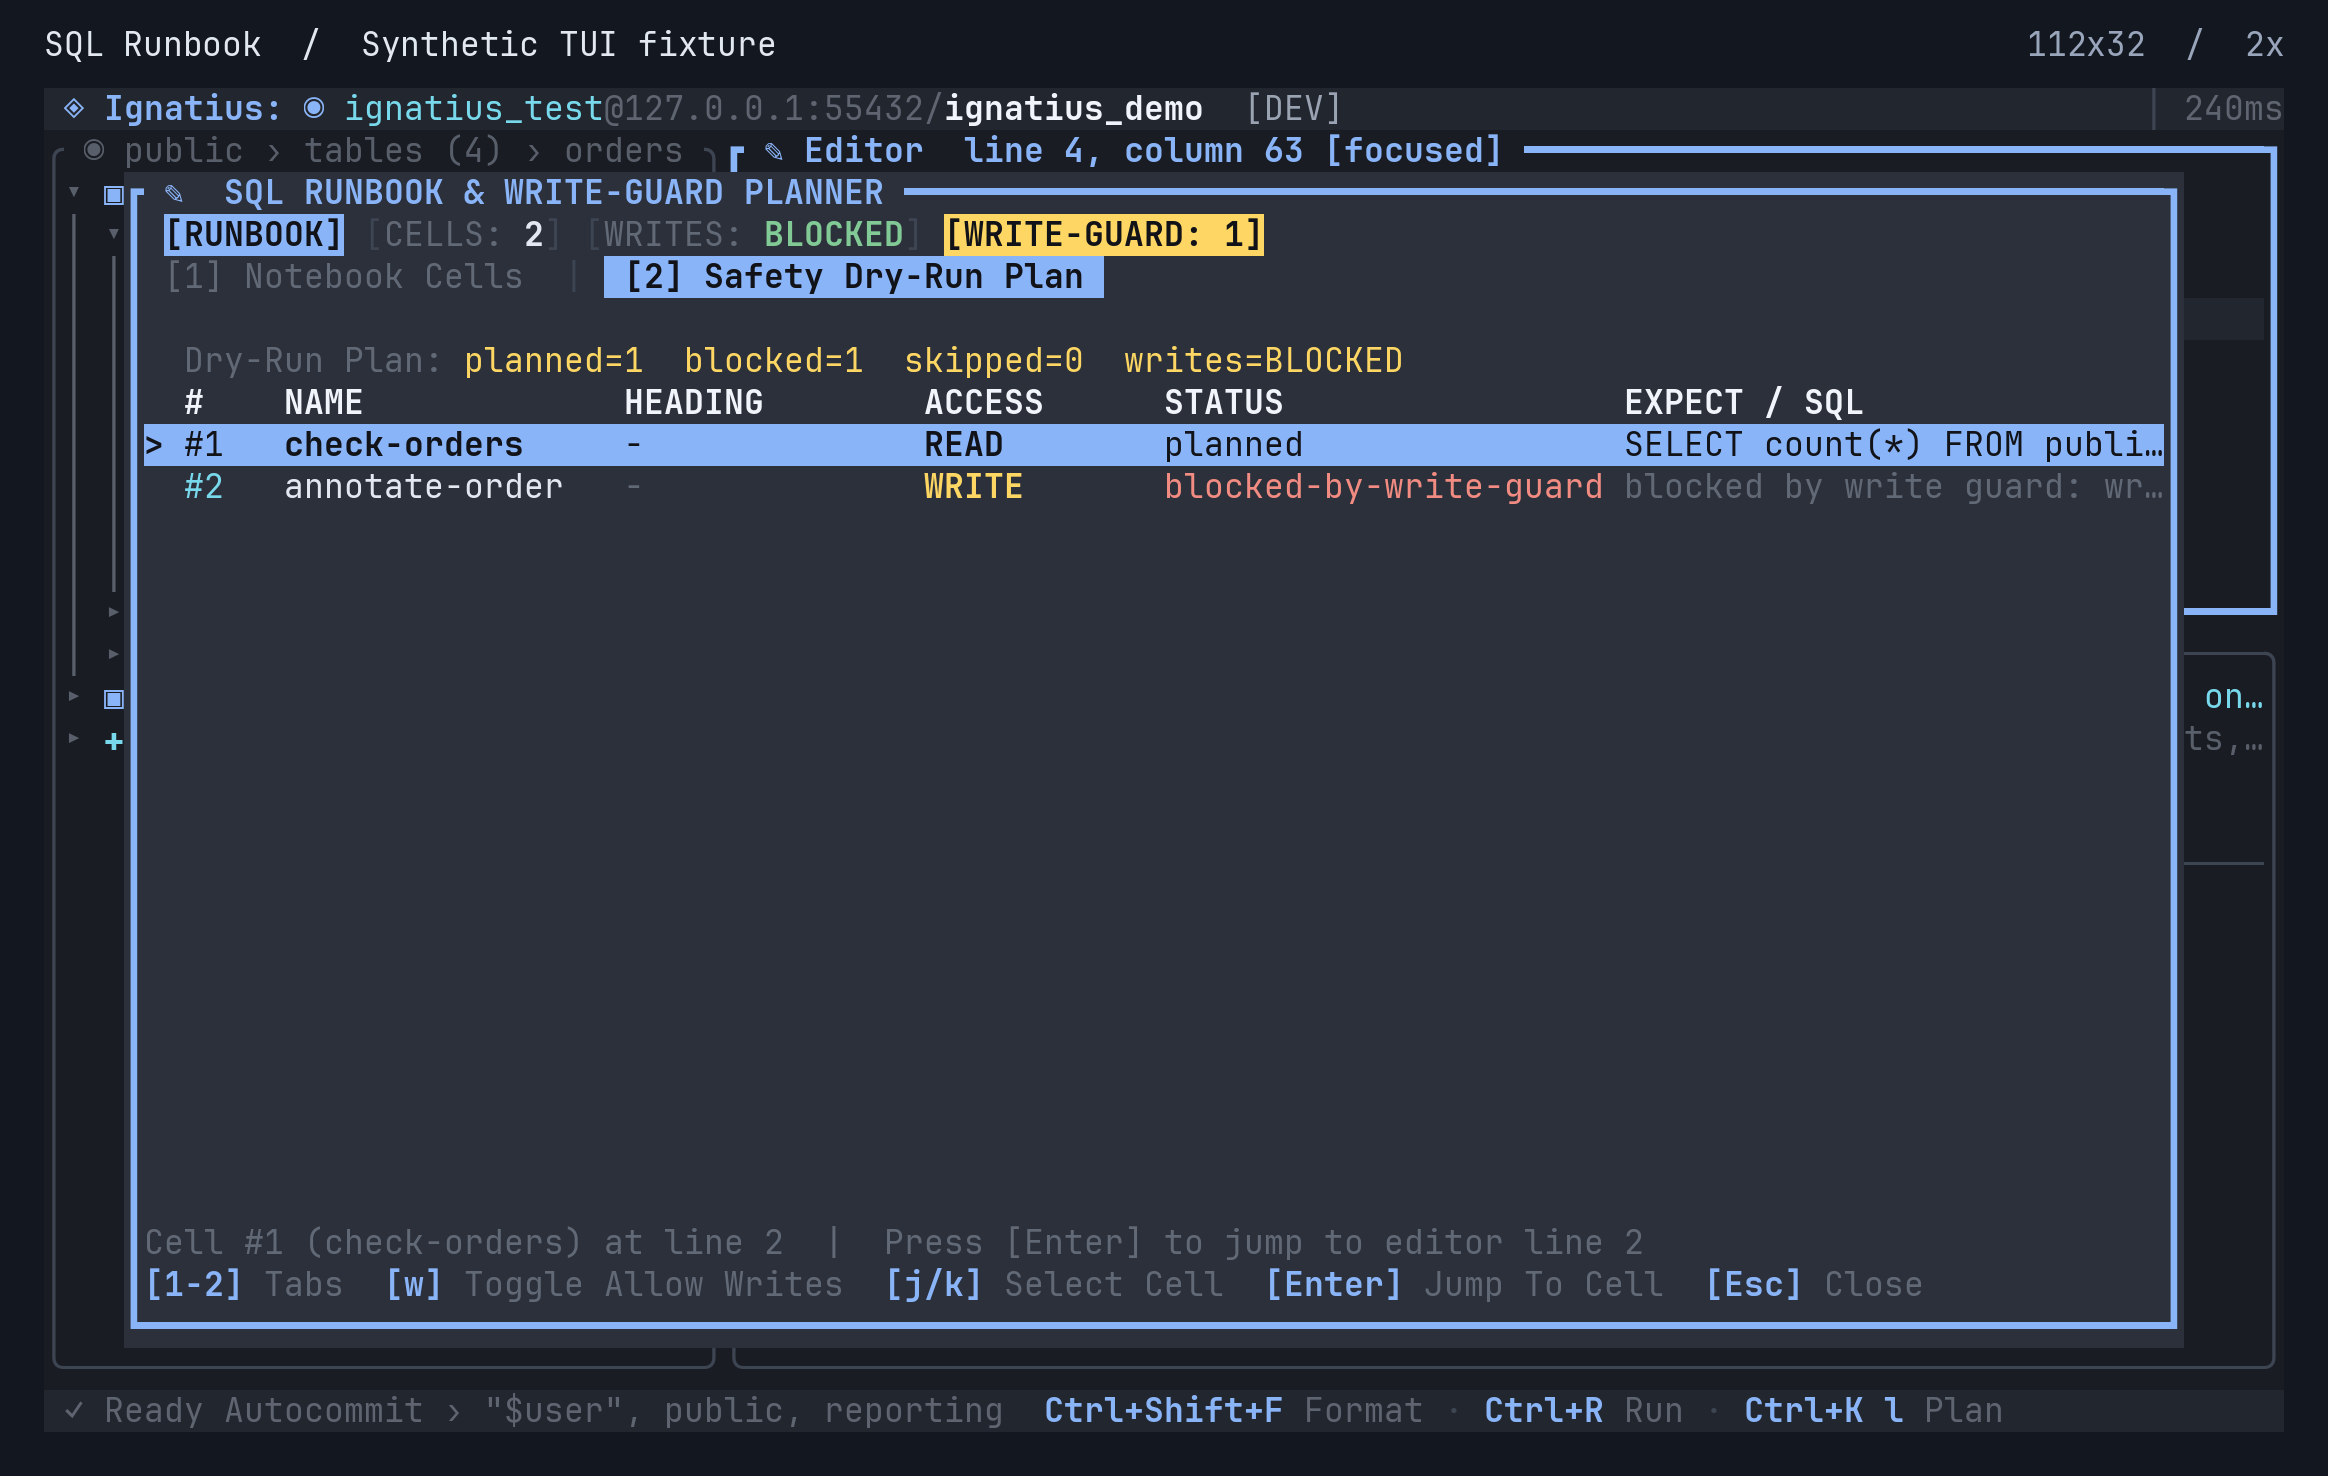 SQL Runbook / Synthetic TUI fixture 112x32 / 2x
◈ Ignatius: ◉ ignatius_test@127.0.0.1:55432/ignatius_demo [DEV] │ 240ms
◉ public › tables (4) › orders ✎ Editor line 4, column 63 [focused]
✎ SQL RUNBOOK & WRITE-GUARD PLANNER
[RUNBOOK] [CELLS: 2] [WRITES: BLOCKED] [WRITE-GUARD: 1]
[1] Notebook Cells | [2] Safety Dry-Run Plan
Dry-Run Plan: planned=1 blocked=1 skipped=0 writes=BLOCKED
# NAME HEADING ACCESS STATUS EXPECT / SQL
> #1 check-orders - READ planned SELECT count(*) FROM publi…
#2 annotate-order - WRITE blocked-by-write-guard blocked by write guard: wr…
on…
ts,…
Cell #1 (check-orders) at line 2 | Press [Enter] to jump to editor line 2
[1-2] Tabs [w] Toggle Allow Writes [j/k] Select Cell [Enter] Jump To Cell [Esc] Close
✓ Ready Autocommit › "$user", public, reporting Ctrl+Shift+F Format · Ctrl+R Run · Ctrl+K l Plan